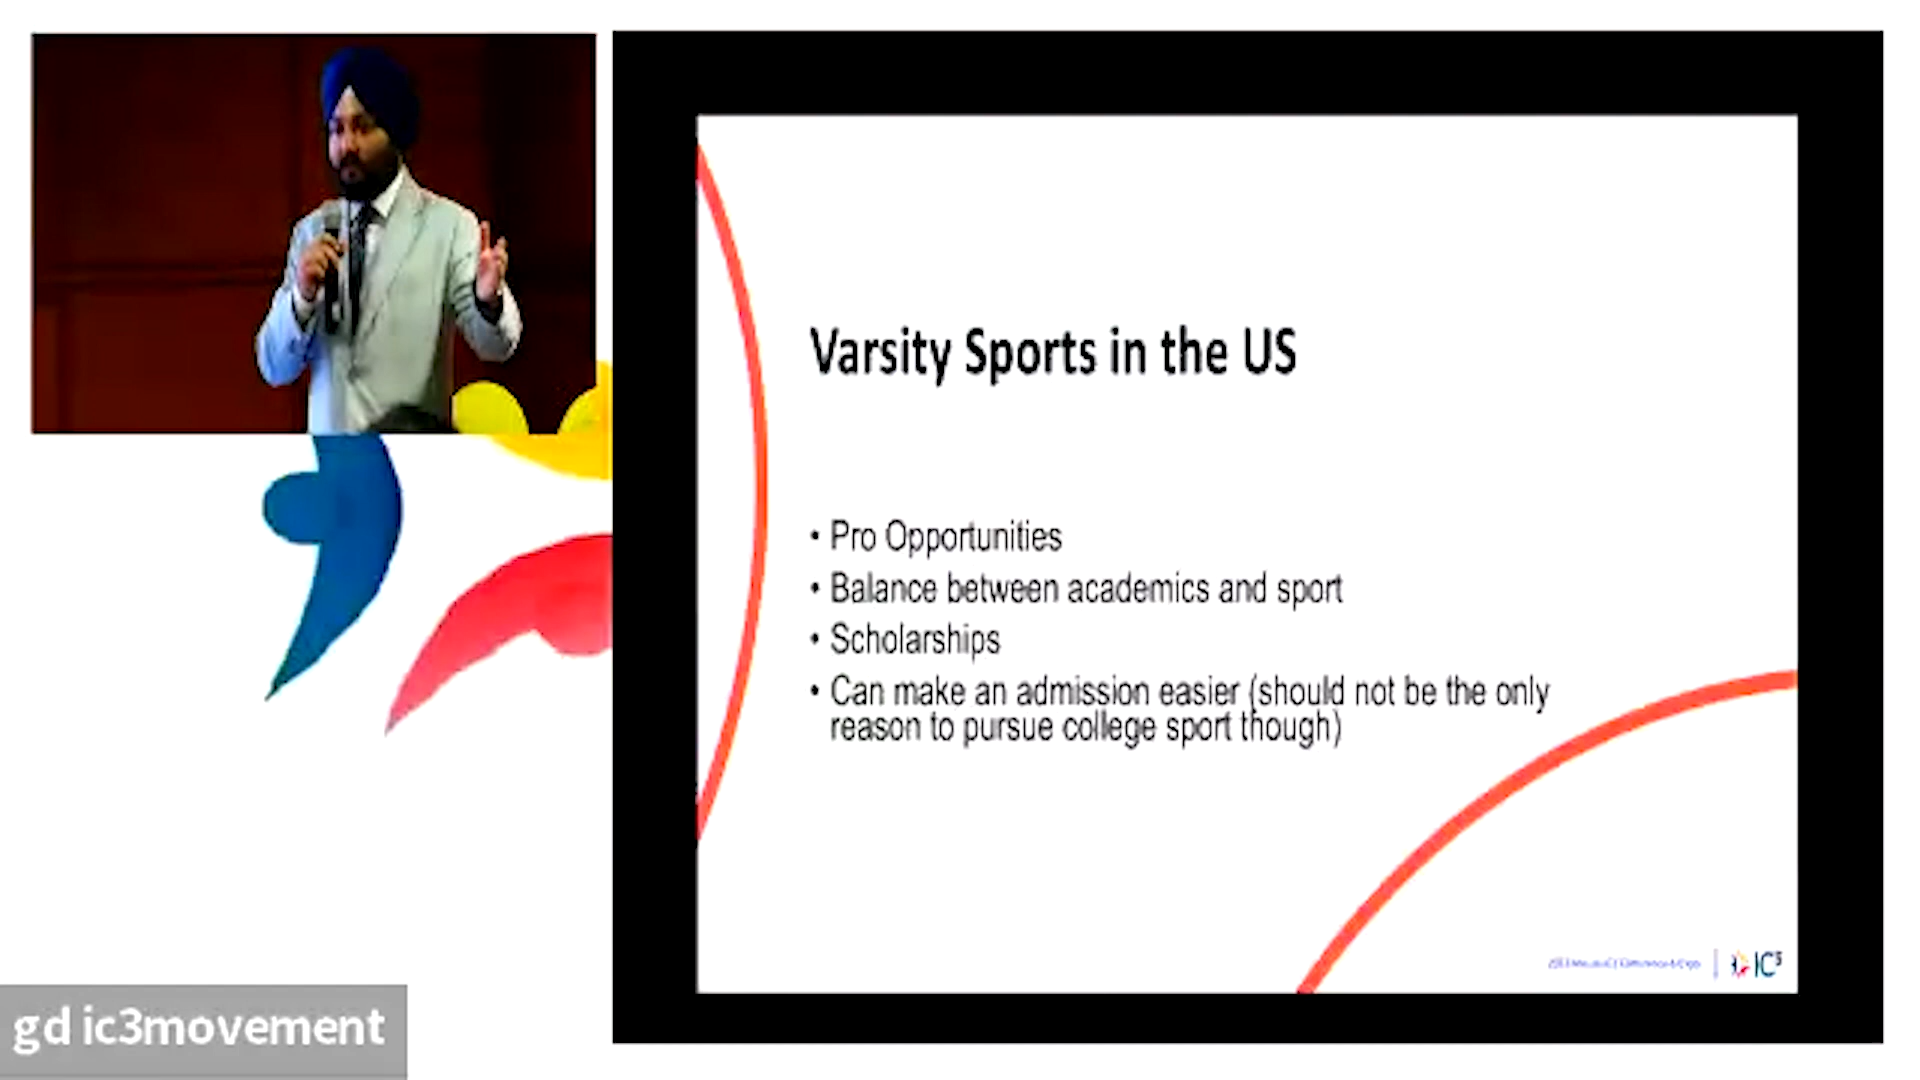 Varsity Sports in the US
• Pro Opportunities
• Balance between academics and sport
• Scholarships
• Can make an admission easier (should not be the only
reason to pursue college sport though)
IC3
gd ic3movement